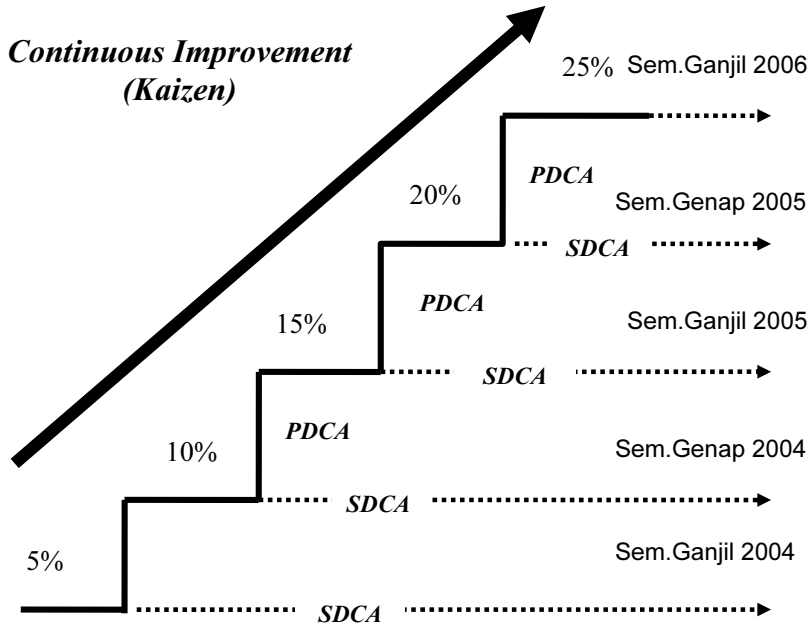 Continuous Improvement
(Kaizen)
25%
Sem.Ganjil 2006
20%
PDCA
Sem.Genap 2005
SDCA
15%
PDCA
Sem.Ganjil 2005
SDCA
10%
PDCA
Sem.Genap 2004
SDCA
5%
Sem.Ganjil 2004
SDCA